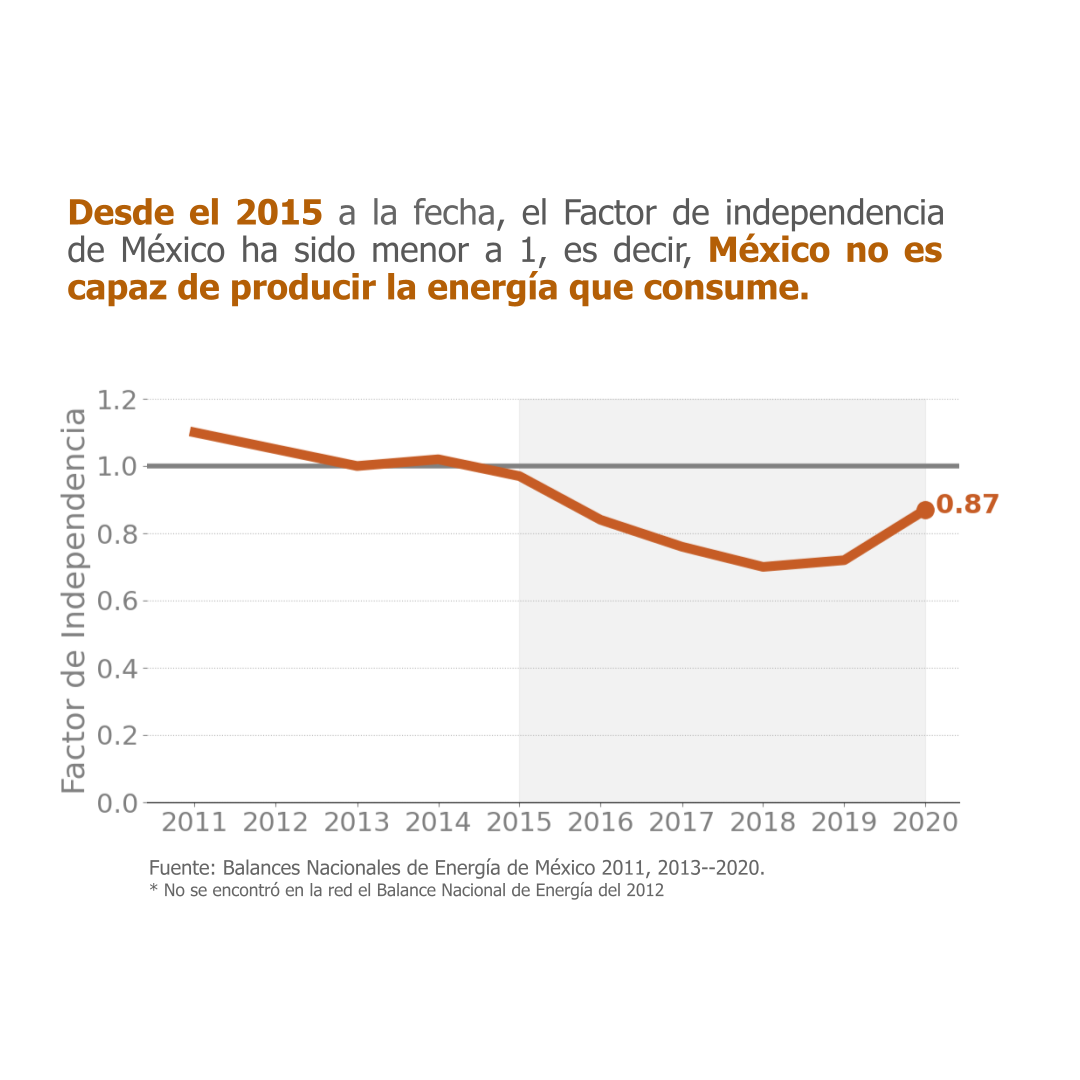 Desde el 2015 a la fecha, el Factor de independencia
de México ha sido menor a 1, es decir, México no es
capaz de producir la energía que consume.
Factor de Independencia
1.2
1.0
0.8
0.6
0.4
0.2
0.0
0.87
2011 2012 2013 2014 2015 2016 2017 2018 2019 2020
Fuente: Balances Nacionales de Energía de México 2011, 2013--2020.
* No se encontró en la red el Balance Nacional de Energía del 2012